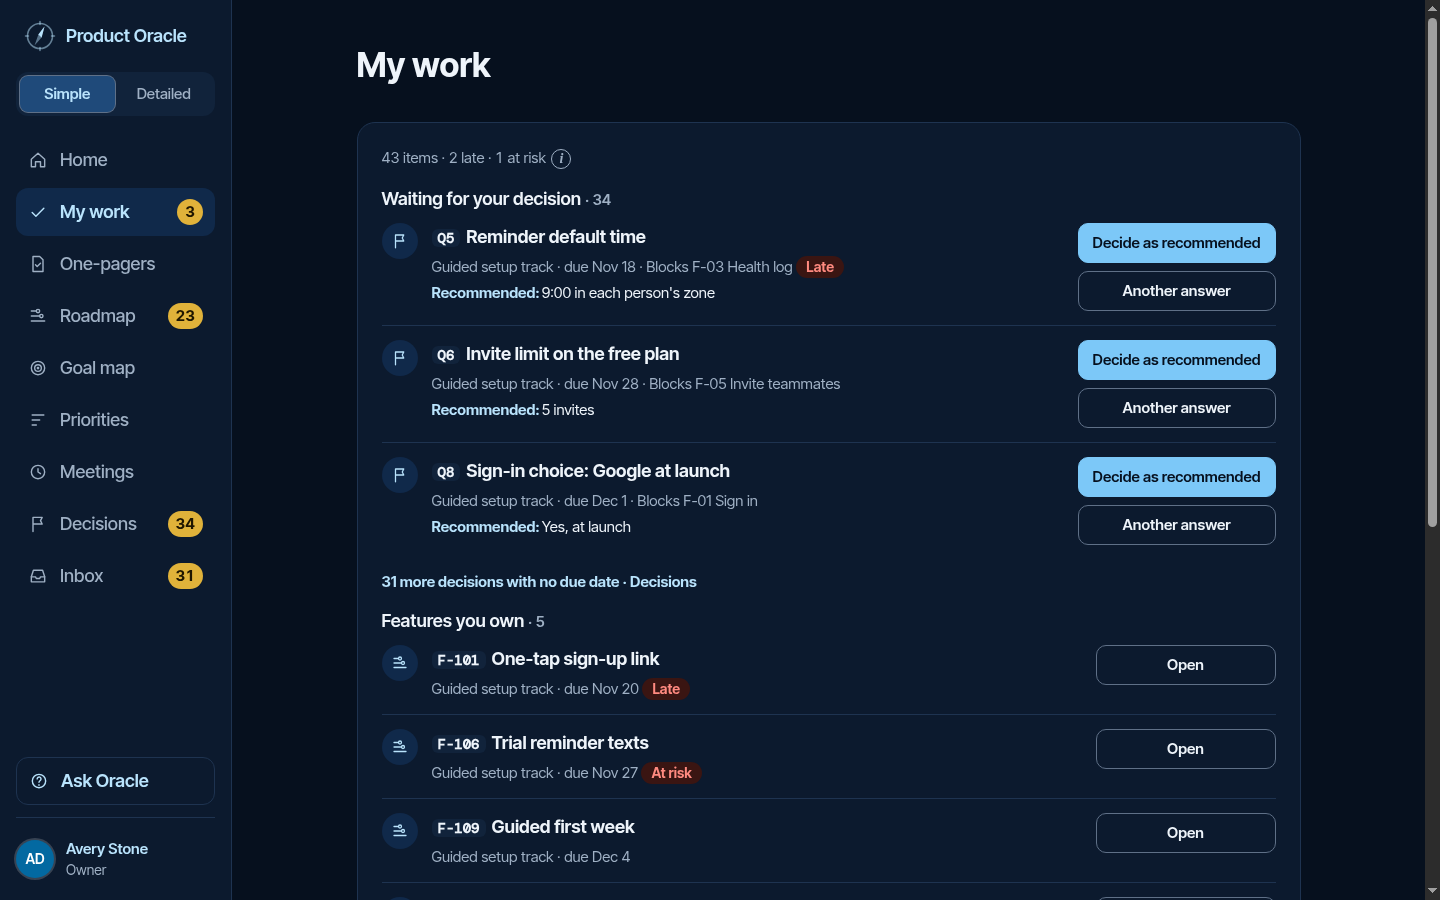 Product Oracle
Simple
Detailed
Home
My work
3
One-pagers
Roadmap
23
Goal map
Priorities
Meetings
Decisions
34
Inbox
31
Ask Oracle
AD
Avery Stone
Owner
My work
43 items · 2 late · 1 at risk i
Waiting for your decision · 34
Q5 Reminder default time
Guided setup track · due Nov 18 · Blocks F-03 Health log Late
Recommended: 9:00 in each person's zone
Decide as recommended
Another answer
Q6 Invite limit on the free plan
Guided setup track · due Nov 28 · Blocks F-05 Invite teammates
Recommended: 5 invites
Decide as recommended
Another answer
Q8 Sign-in choice: Google at launch
Guided setup track · due Dec 1 · Blocks F-01 Sign in
Recommended: Yes, at launch
Decide as recommended
Another answer
31 more decisions with no due date · Decisions
Features you own · 5
F-101 One-tap sign-up link
Guided setup track · due Nov 20 Late
Open
F-106 Trial reminder texts
Guided setup track · due Nov 27 At risk
Open
F-109 Guided first week
Guided setup track · due Dec 4
Open